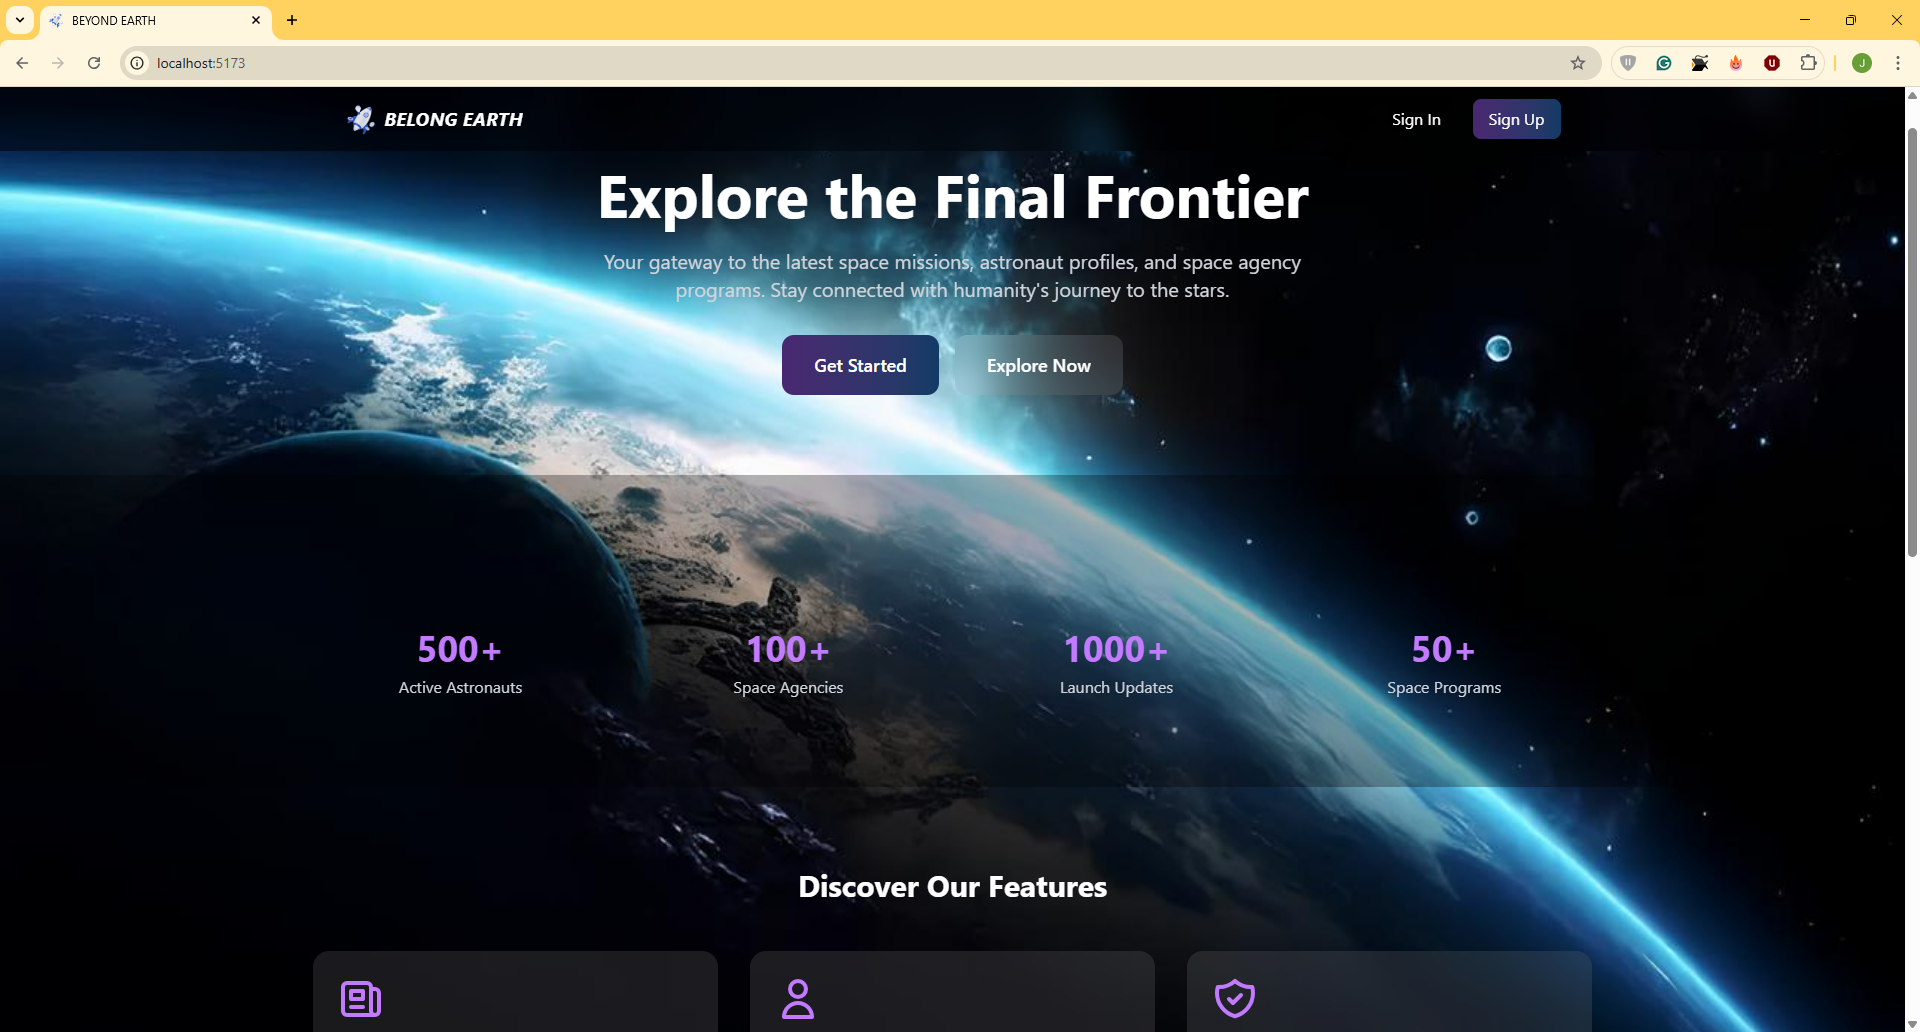 BEYOND EARTH
localhost:5173
J
BELONG EARTH
Sign In
Sign Up
Explore the Final Frontier
Your gateway to the latest space missions, astronaut profiles, and space agency
programs. Stay connected with humanity's journey to the stars.
Get Started
Explore Now
500+
100+
1000+
50+
Active Astronauts
Space Agencies
Launch Updates
Space Programs
Discover Our Features